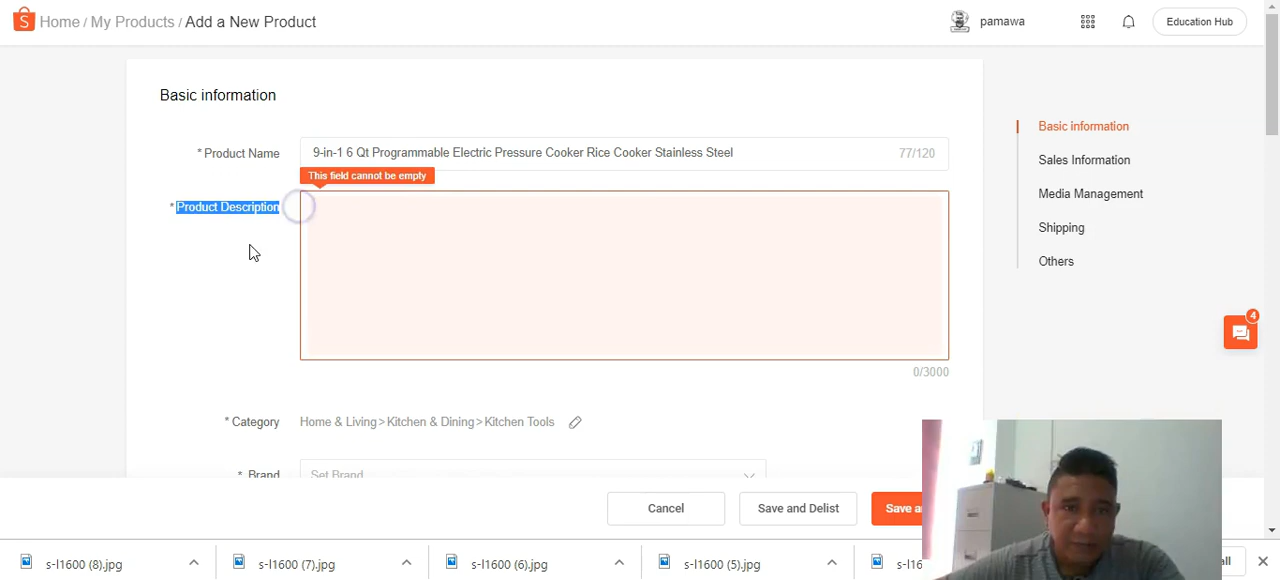 Home / My Products / Add a New Product
pamawa
Education Hub
Basic information
* Product Name
9-in-1 6 Qt Programmable Electric Pressure Cooker Rice Cooker Stainless Steel
77/120
This field cannot be empty
* Product Description
0/3000
* Category
Home & Living>Kitchen & Dining>Kitchen Tools
* Brand
Set Brand
Basic information
Sales Information
Media Management
Shipping
Others
4
Cancel
Save and Delist
s-l1600 (8).jpg
s-l1600 (7).jpg
s-l1600 (6).jpg
s-l1600 (5).jpg